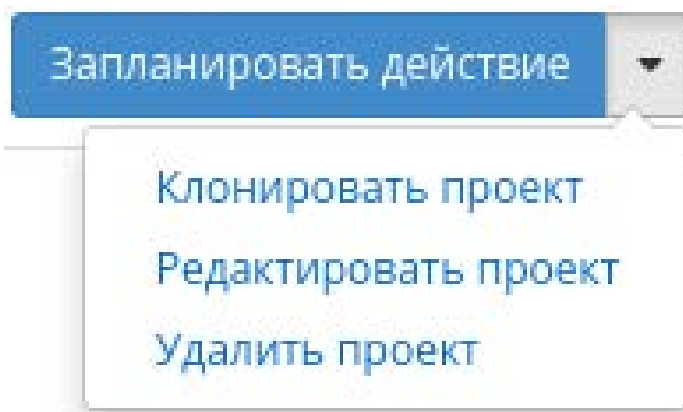 Запланировать действие
Клонировать проект
Редактировать проект
Удалить проект